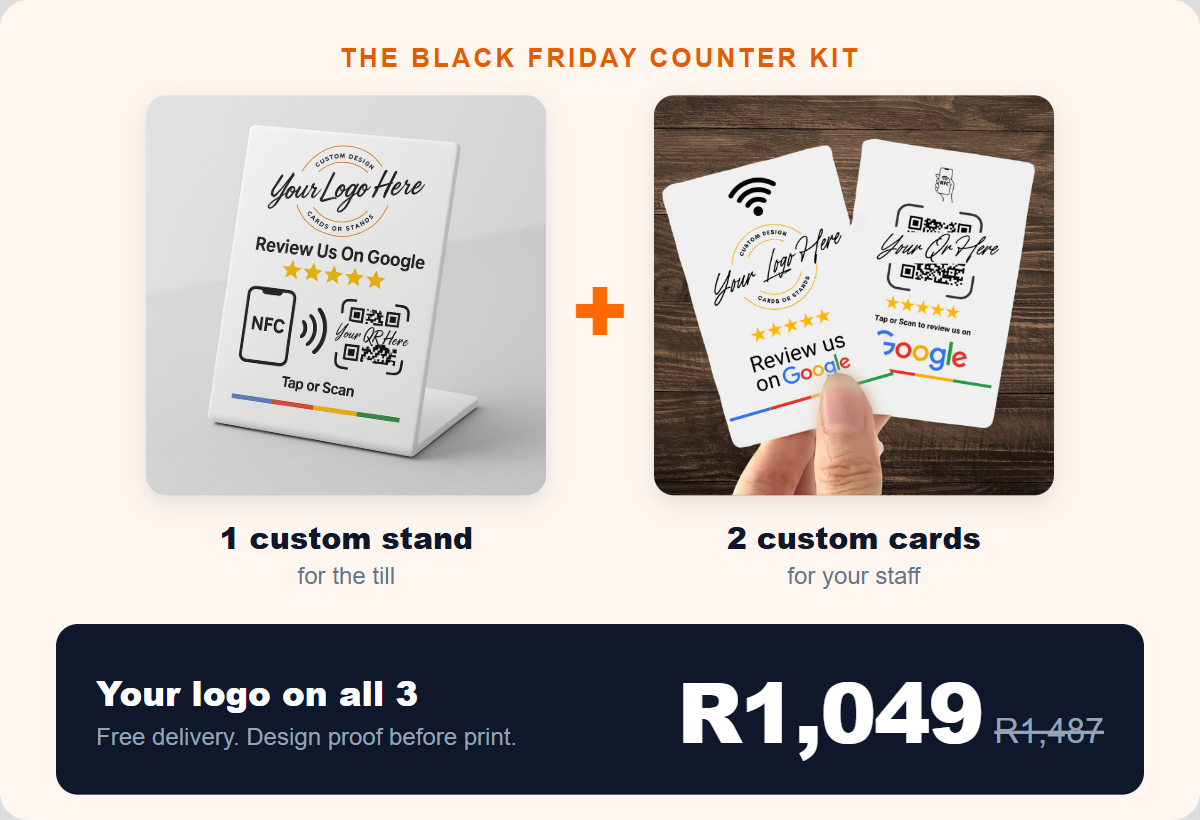 THE BLACK FRIDAY COUNTER KIT
CUSTOM DESIGN
Your Logo Here
CARDS OR STANDS
Review Us On Google
NFC
Your QR Here
Tap or Scan
CUSTOM DESIGN
Your Logo Here
CARDS OR STANDS
Review us
on Google
NFC
Your Qr Here
Tap or Scan to review us on
Google
1 custom stand
for the till
2 custom cards
for your staff
Your logo on all 3
Free delivery. Design proof before print.
R1,049 R1,487